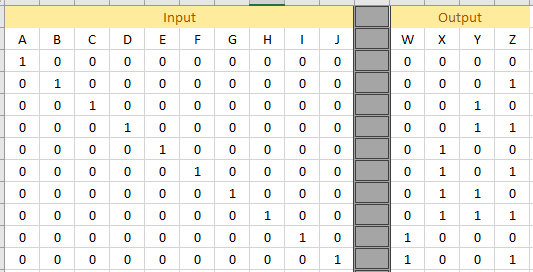 Input Output
A B C D E F G H I J W X Y Z
1 0 0 0 0 0 0 0 0 0 0 0 0 0
0 1 0 0 0 0 0 0 0 0 0 0 0 1
0 0 1 0 0 0 0 0 0 0 0 0 1 0
0 0 0 1 0 0 0 0 0 0 0 0 1 1
0 0 0 0 1 0 0 0 0 0 0 1 0 0
0 0 0 0 0 1 0 0 0 0 0 1 0 1
0 0 0 0 0 0 1 0 0 0 0 1 1 0
0 0 0 0 0 0 0 1 0 0 0 1 1 1
0 0 0 0 0 0 0 0 1 0 1 0 0 0
0 0 0 0 0 0 0 0 0 1 1 0 0 1